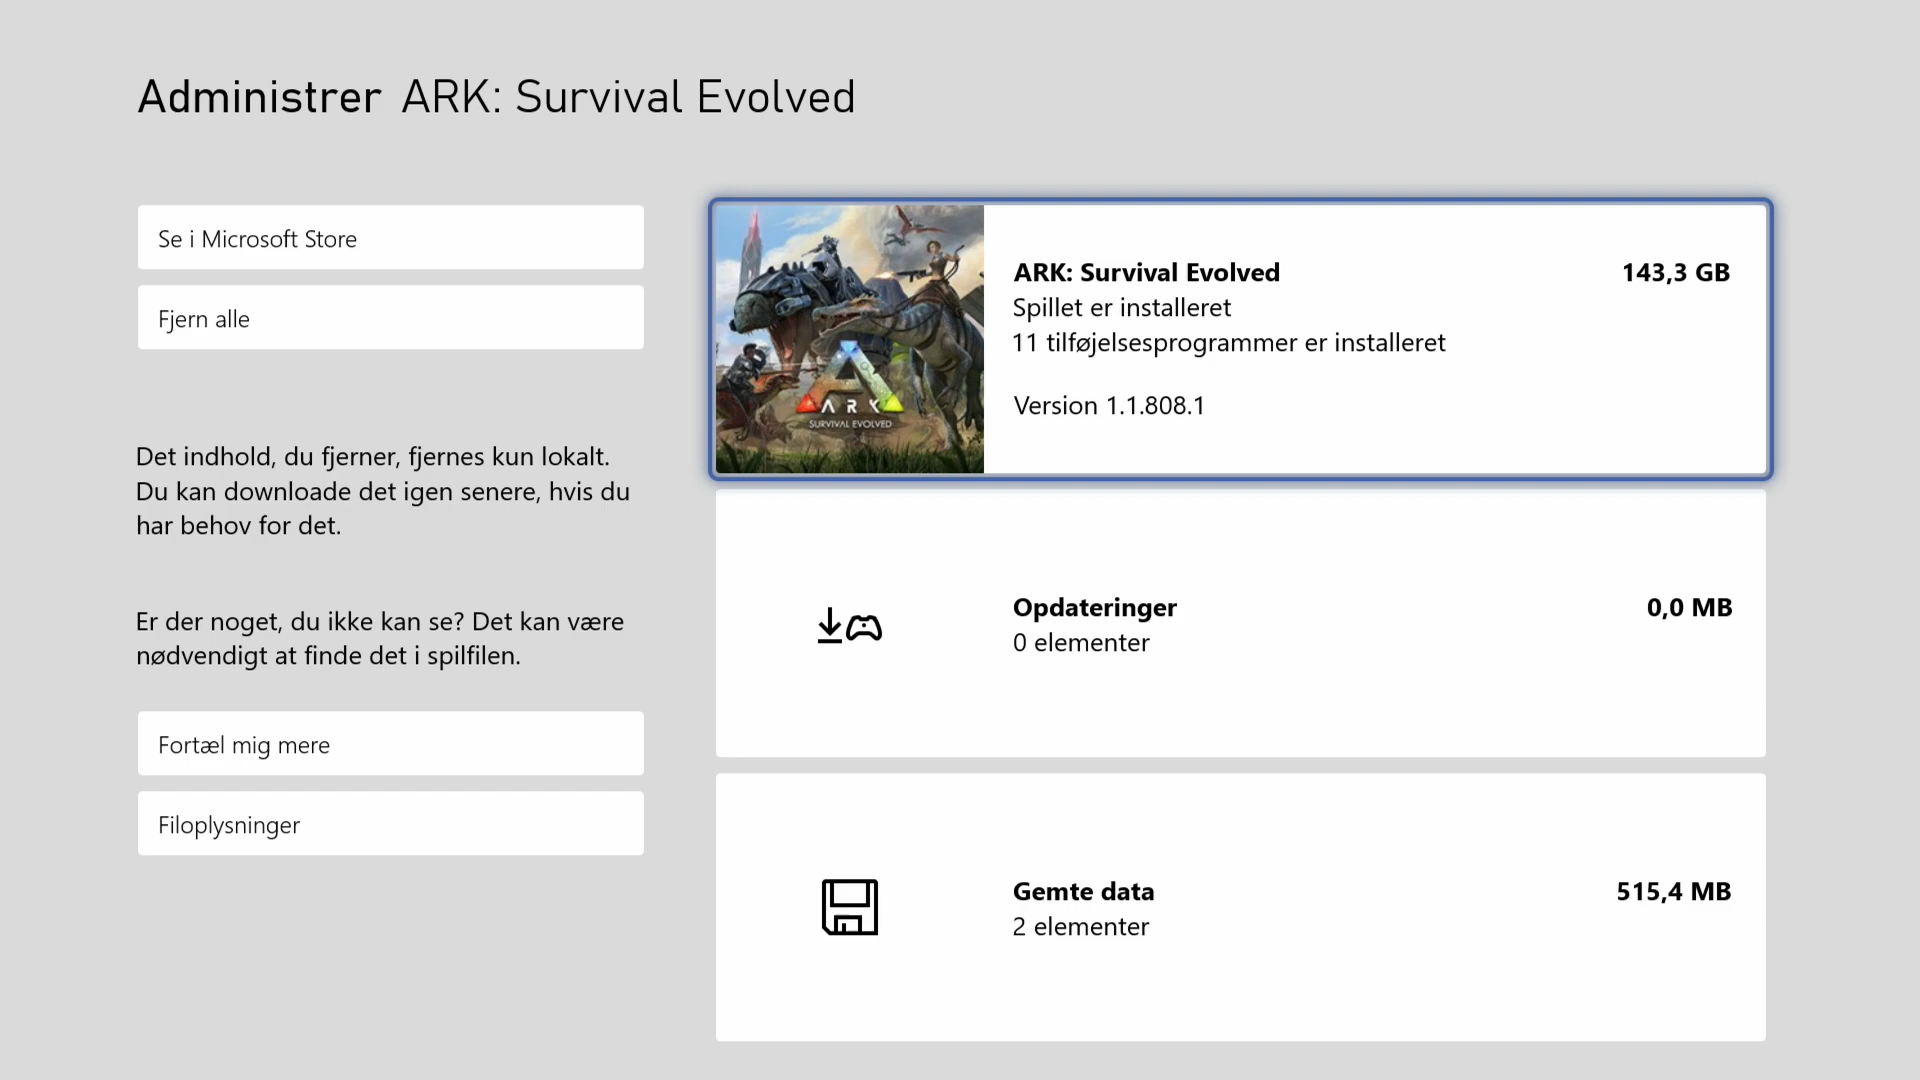 Administrer ARK: Survival Evolved
Se i Microsoft Store
Fjern alle
Det indhold, du fjerner, fjernes kun lokalt.
Du kan downloade det igen senere, hvis du
har behov for det.
Er der noget, du ikke kan se? Det kan være
nødvendigt at finde det i spilfilen.
Fortæl mig mere
Filoplysninger
ARK
SURVIVAL EVOLVED
ARK: Survival Evolved 143,3 GB
Spillet er installeret
11 tilføjelsesprogrammer er installeret
Version 1.1.808.1
Opdateringer 0,0 MB
0 elementer
Gemte data 515,4 MB
2 elementer